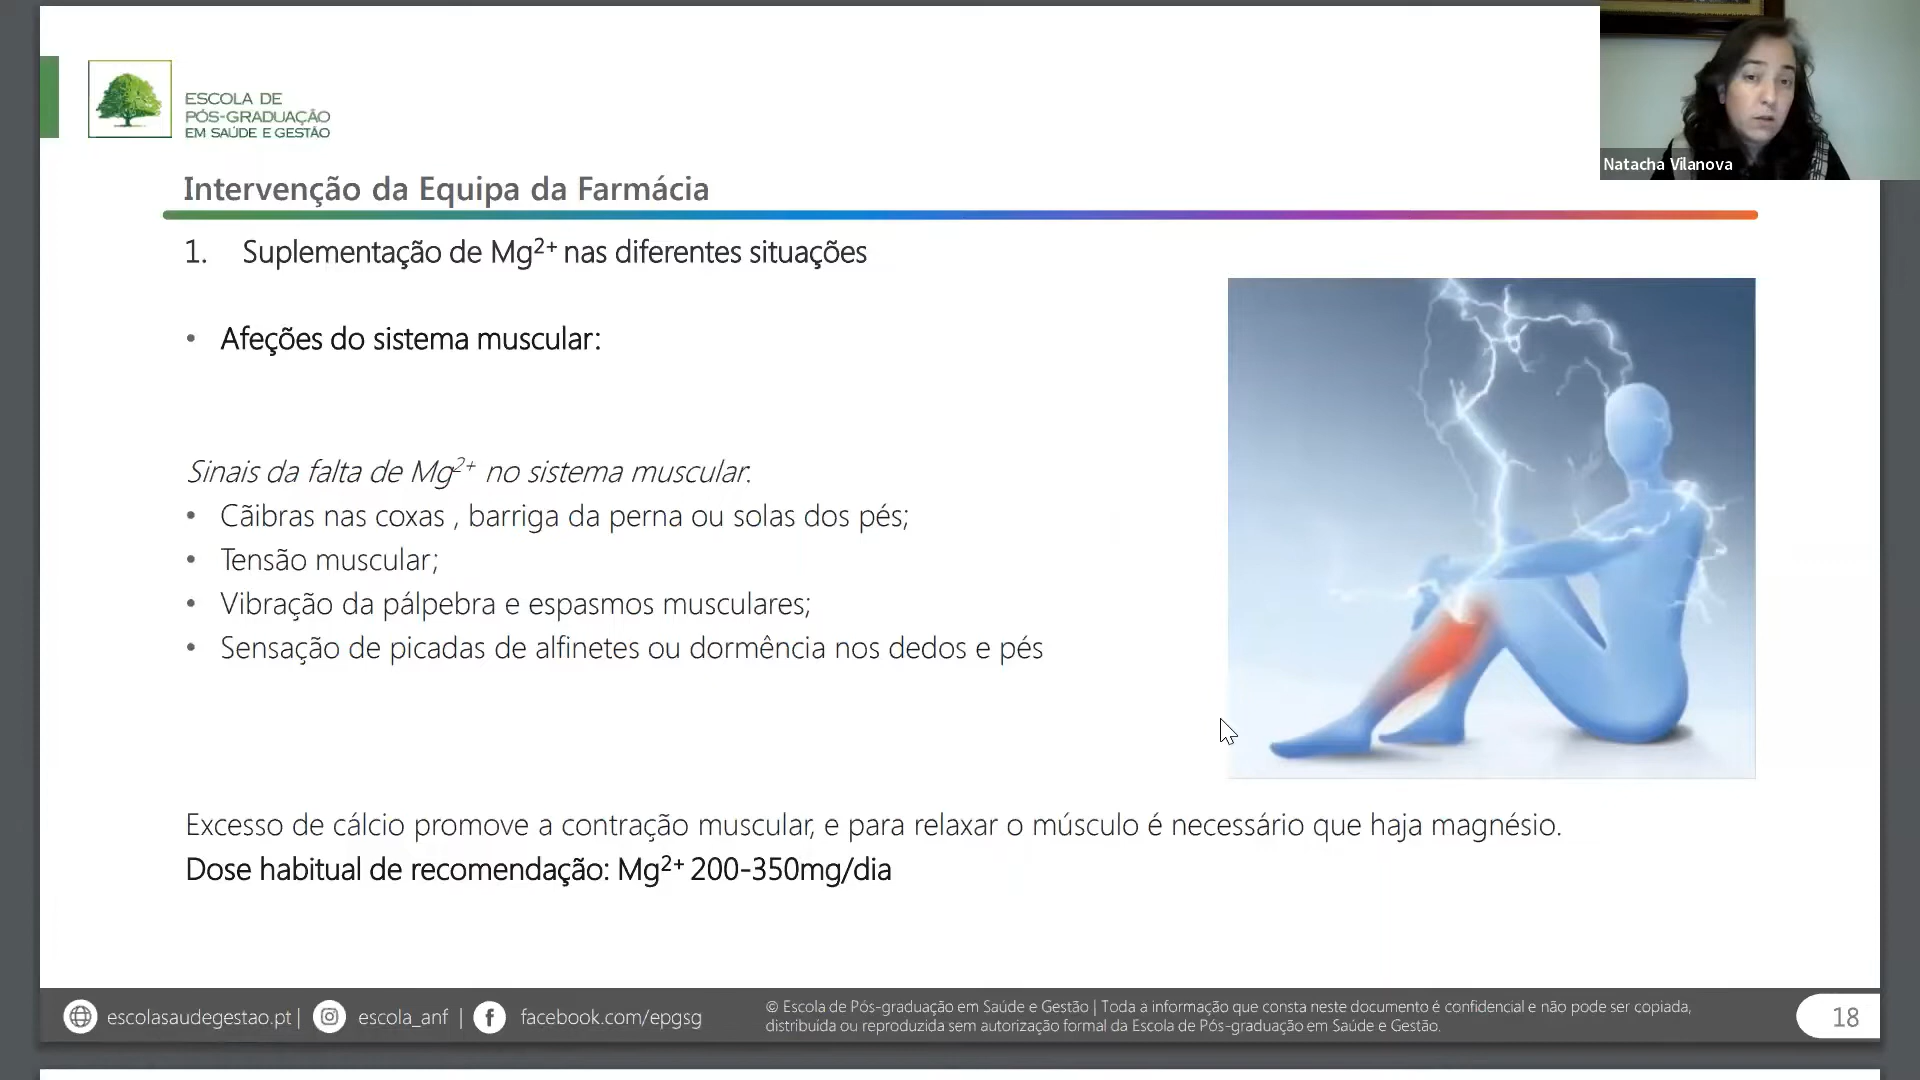 ESCOLA DE
PÓS-GRADUAÇÃO
EM SAÚDE E GESTÃO
Natacha Vilanova
Intervenção da Equipa da Farmácia
1. Suplementação de Mg²⁺ nas diferentes situações
• Afeções do sistema muscular:
Sinais da falta de Mg²⁺ no sistema muscular:
• Cãibras nas coxas , barriga da perna ou solas dos pés;
• Tensão muscular;
• Vibração da pálpebra e espasmos musculares;
• Sensação de picadas de alfinetes ou dormência nos dedos e pés
Excesso de cálcio promove a contração muscular, e para relaxar o músculo é necessário que haja magnésio.
Dose habitual de recomendação: Mg²⁺ 200-350mg/dia
escolasaudegestao.pt | escola_anf | facebook.com/epgsg
© Escola de Pós-graduação em Saúde e Gestão | Toda a informação que consta neste documento é confidencial e não pode ser copiada,
distribuída ou reproduzida sem autorização formal da Escola de Pós-graduação em Saúde e Gestão.
18